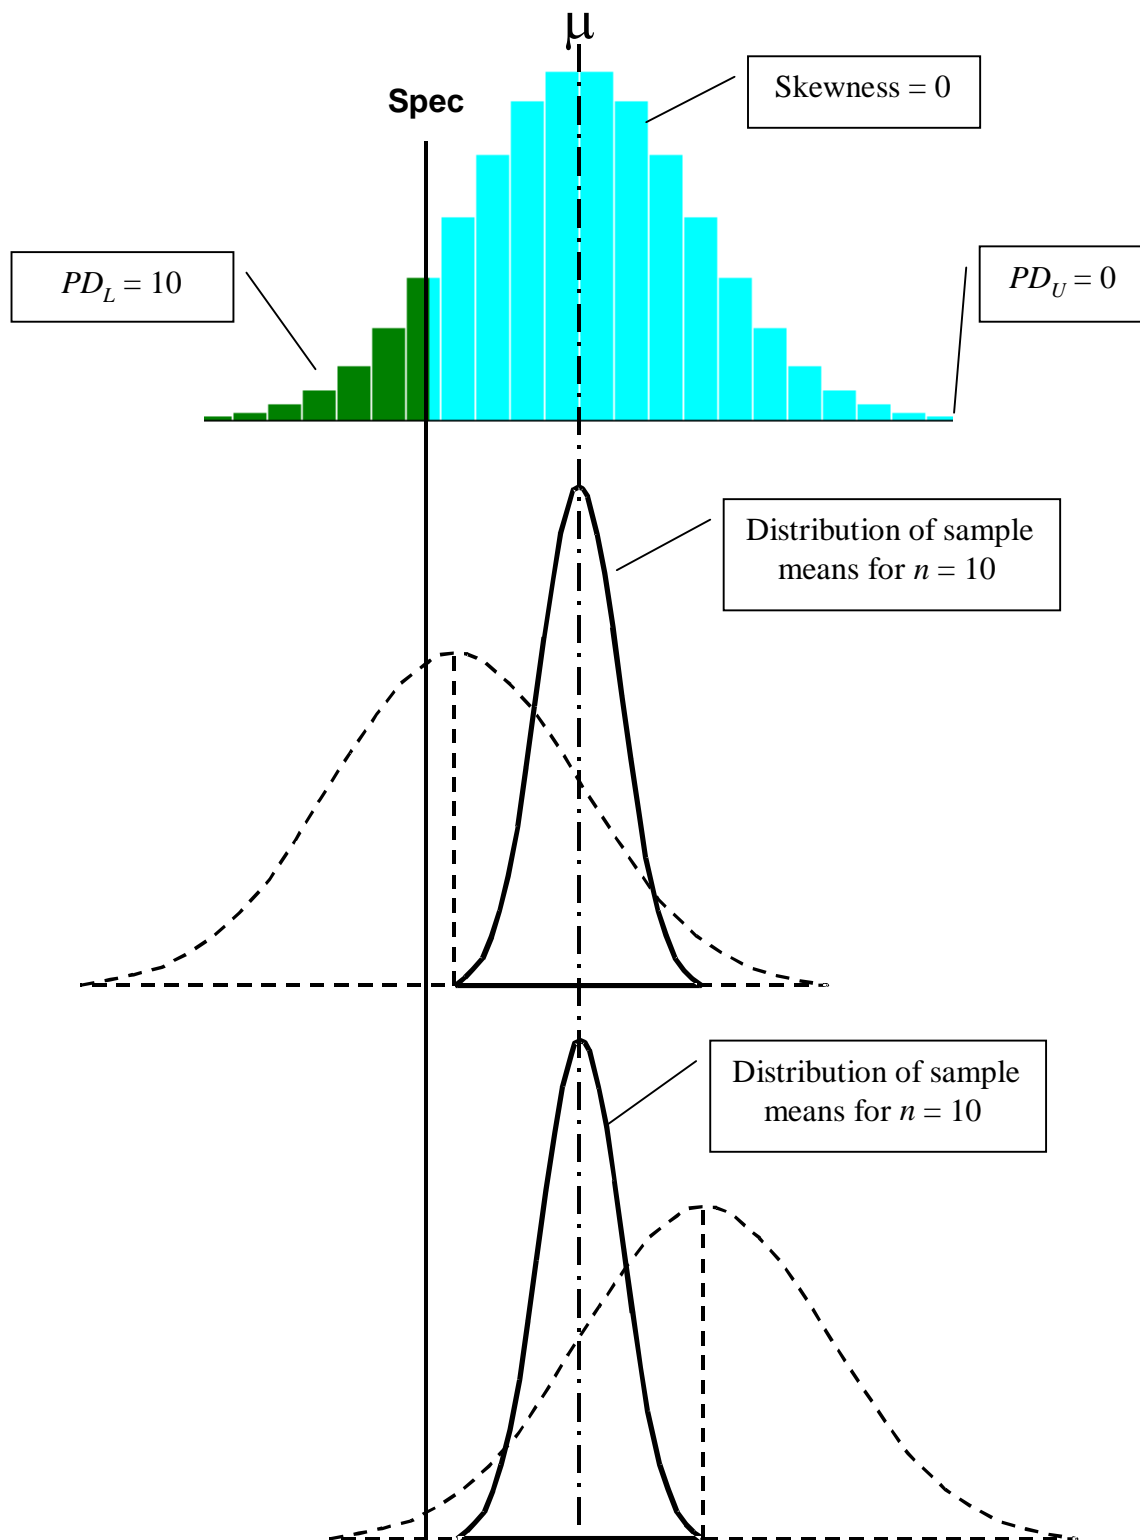 μ
Spec
Skewness = 0
PD_L = 10
PD_U = 0
Distribution of sample
means for n = 10
Distribution of sample
means for n = 10